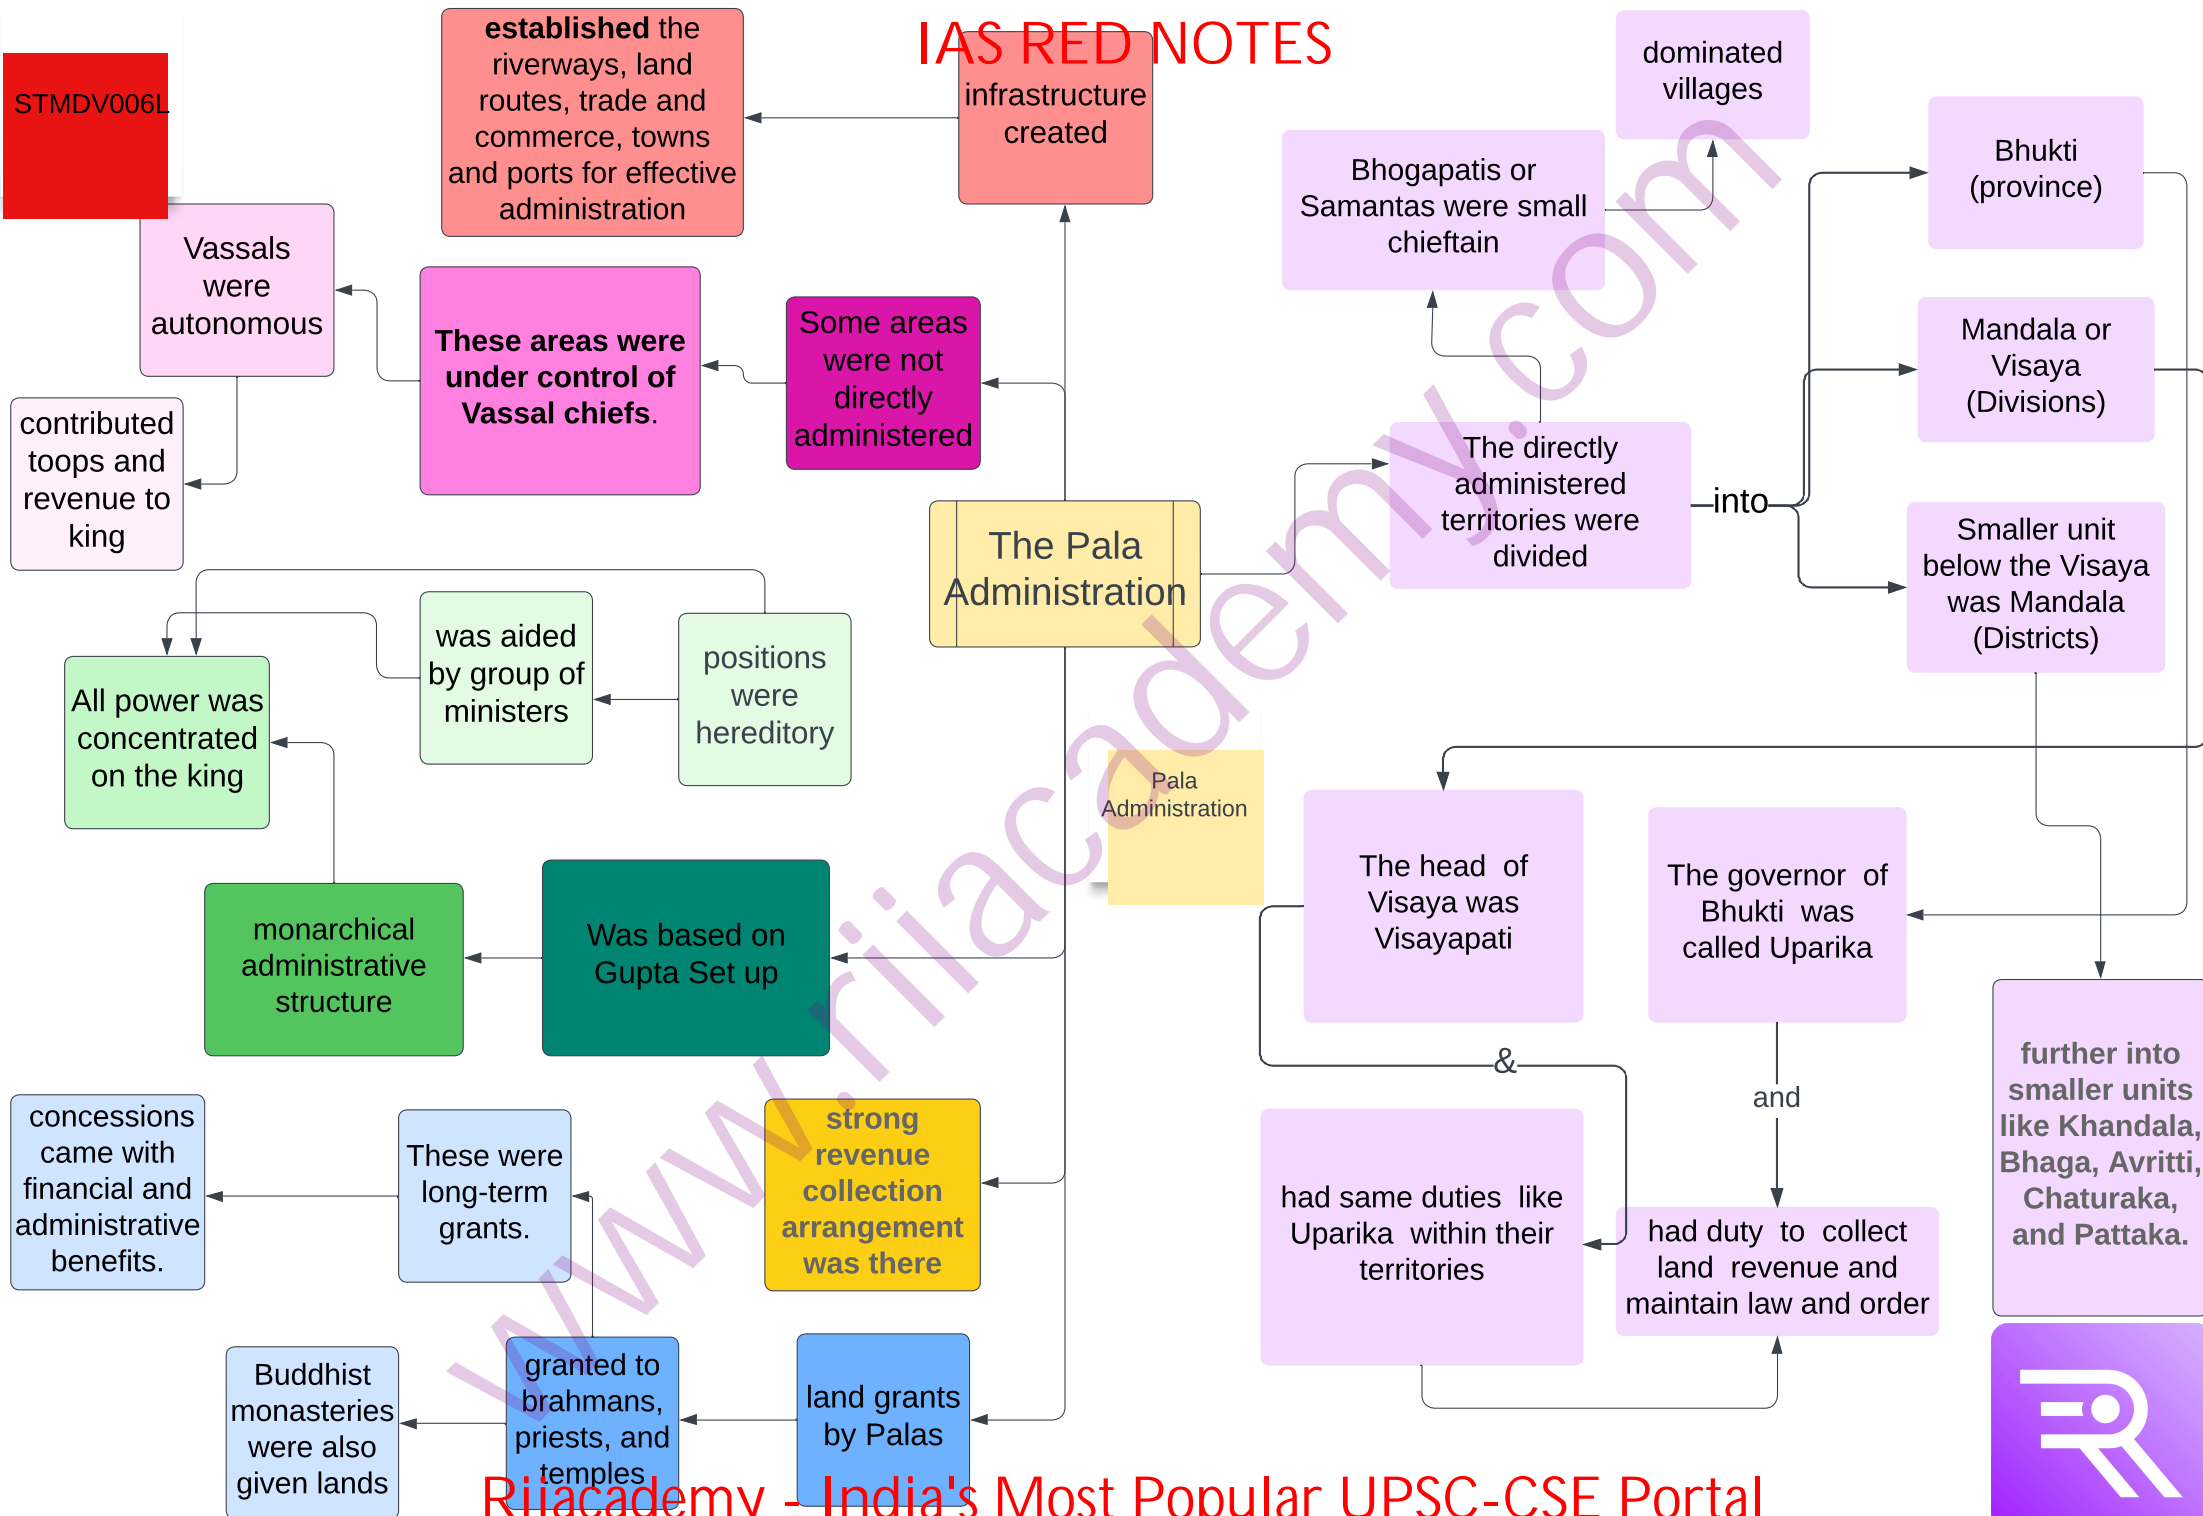 IAS RED NOTES
STMDV006L
established the
riverways, land
routes, trade and
commerce, towns
and ports for effective
administration
infrastructure
created
Vassals
were
autonomous
These areas were
under control of
Vassal chiefs.
Some areas
were not
directly
administered
contributed
toops and
revenue to
king
The Pala
Administration
was aided
by group of
ministers
positions
were
hereditory
All power was
concentrated
on the king
monarchical
administrative
structure
Was based on
Gupta Set up
concessions
came with
financial and
administrative
benefits.
These were
long-term
grants.
strong
revenue
collection
arrangement
was there
Buddhist
monasteries
were also
given lands
granted to
brahmans,
priests, and
temples
land grants
by Palas
dominated
villages
Bhogapatis or
Samantas were small
chieftain
Bhukti
(province)
Mandala or
Visaya
(Divisions)
The directly
administered
territories were
divided
into
Smaller unit
below the Visaya
was Mandala
(Districts)
Pala
Administration
The head of
Visaya was
Visayapati
The governor of
Bhukti was
called Uparika
&
and
had same duties like
Uparika within their
territories
had duty to collect
land revenue and
maintain law and order
further into
smaller units
like Khandala,
Bhaga, Avritti,
Chaturaka,
and Pattaka.
www.rijacademy.com
Rijacademy - India's Most Popular UPSC-CSE Portal